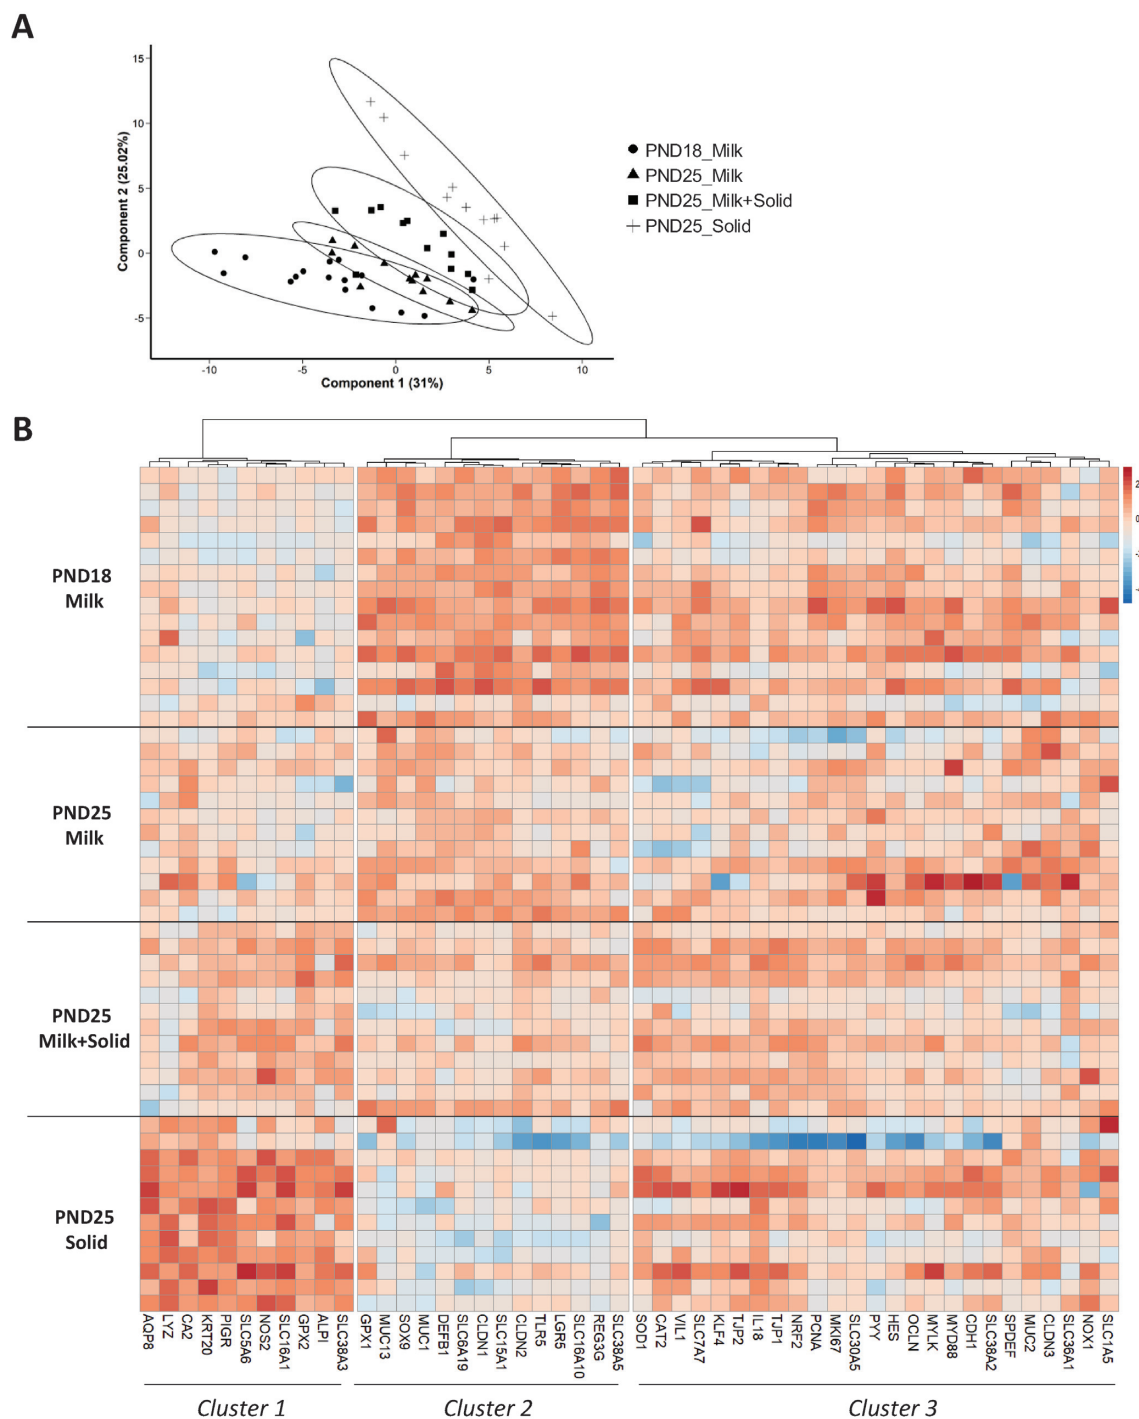 A
15
10
5
0
-5
-10
-5
0
5
10
Component 2 (25.02%)
Component 1 (31%)
PND18_Milk
PND25_Milk
PND25_Milk+Solid
PND25_Solid
B
2
0
PND18
Milk
PND25
Milk
PND25
Milk+Solid
PND25
Solid
AQP8
LYZ
CA2
KRT20
PIGR
SLC5A6
NOS2
SLC16A1
GPX2
ALPI
SLC38A3
GPX1
MUC13
SOX9
MUC1
DEFB1
SLC6A19
CLDN1
SLC15A1
CLDN2
TLR5
LGR5
SLC16A10
REG3G
SLC38A5
SOD1
CAT2
VIL1
SLC7A7
KLF4
TJP2
IL18
TJP1
NRF2
PCNA
MKI67
SLC30A5
PYY
HES
OCLN
MYLK
MYD88
CDH1
SLC38A2
SPDEF
MUC2
CLDN3
SLC36A1
NOX1
SLC1A5
Cluster 1
Cluster 2
Cluster 3